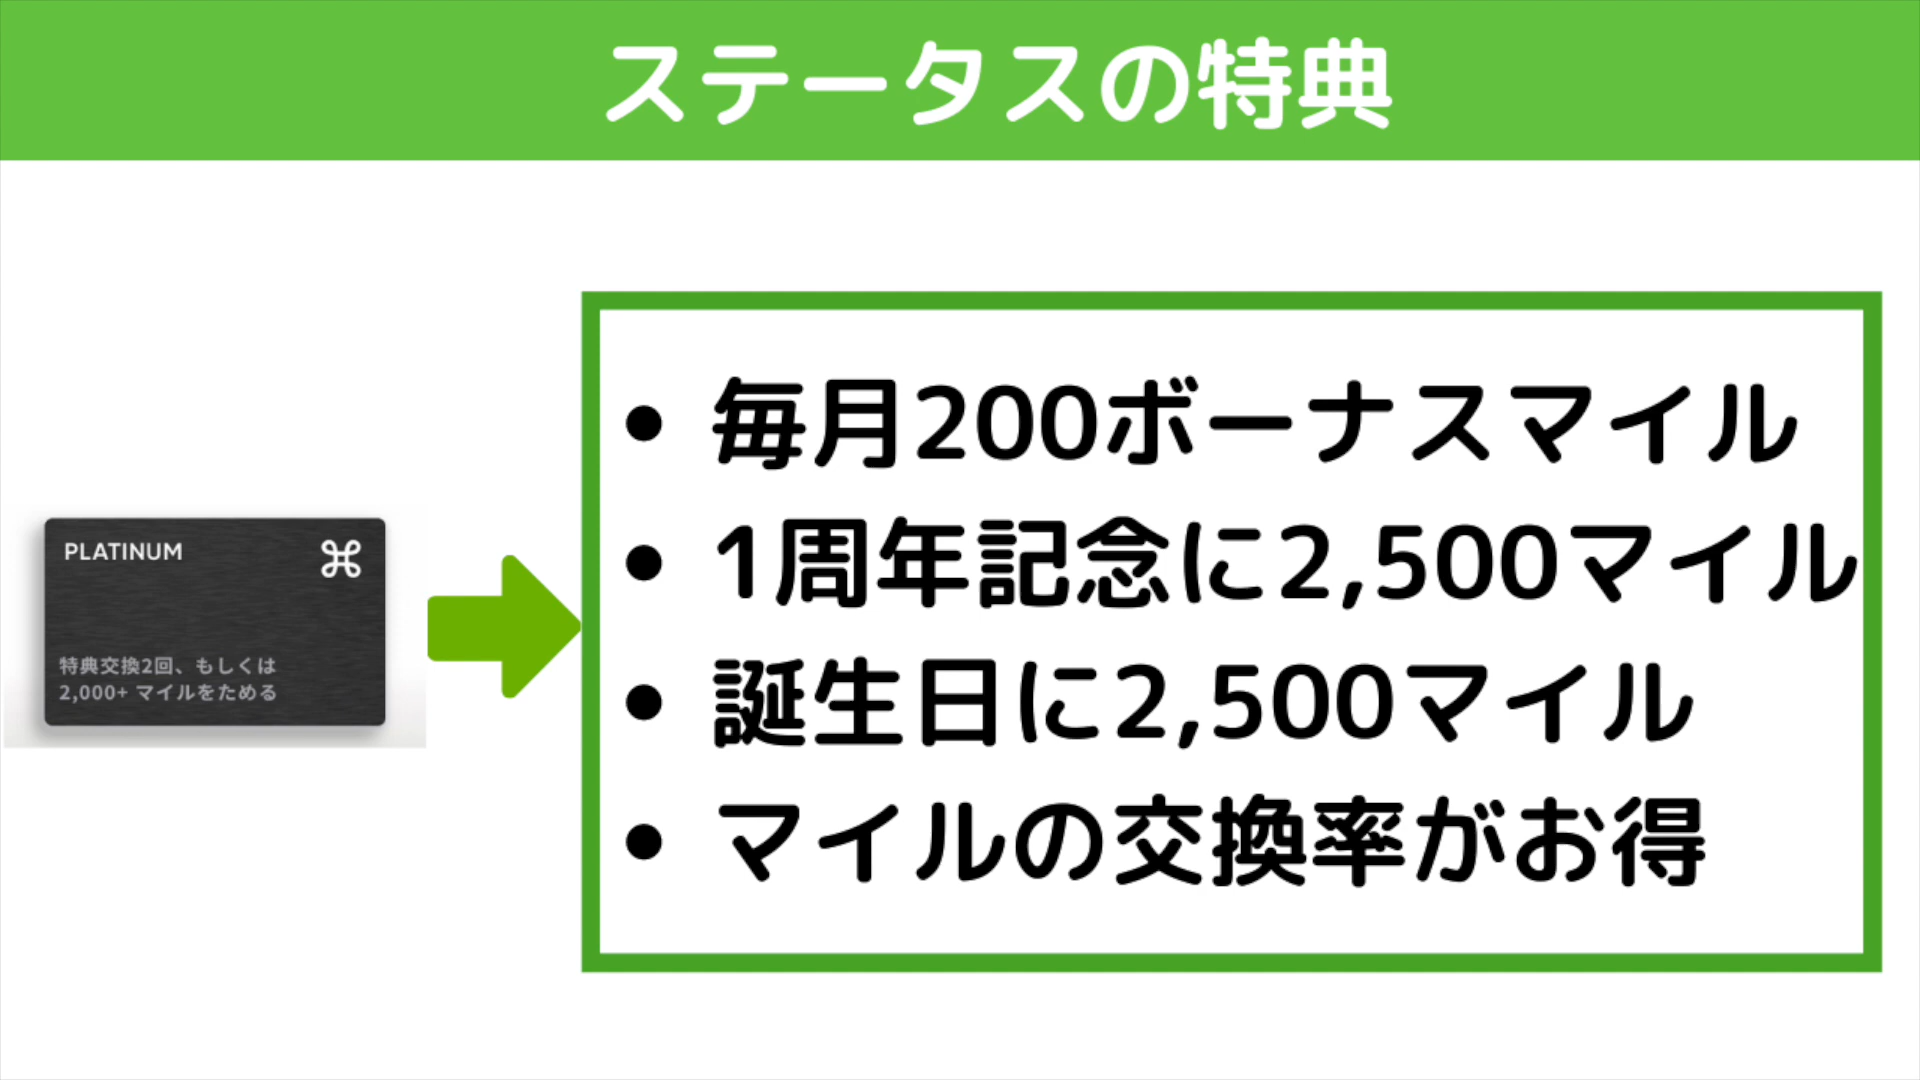 ステータスの特典
PLATINUM
特典交換2回、もしくは
2,000+ マイルをためる
• 毎月200ボーナスマイル
• 1周年記念に2,500マイル
• 誕生日に2,500マイル
• マイルの交換率がお得